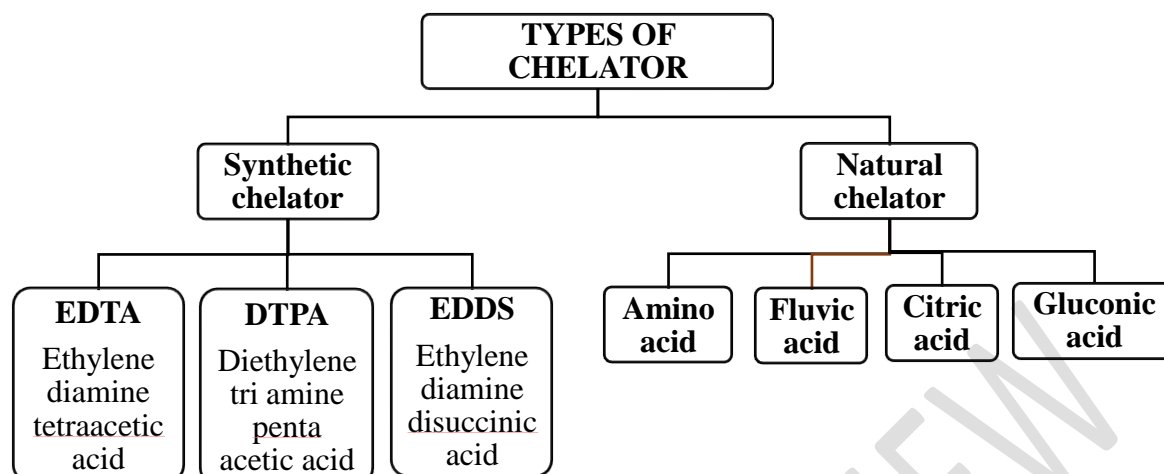 TYPES OF
CHELATOR
Synthetic
chelator
Natural
chelator
EDTA
Ethylene
diamine
tetraacetic
acid
DTPA
Diethylene
tri amine
penta
acetic acid
EDDS
Ethylene
diamine
disuccinic
acid
Amino
acid
Fluvic
acid
Citric
acid
Gluconic
acid
EW